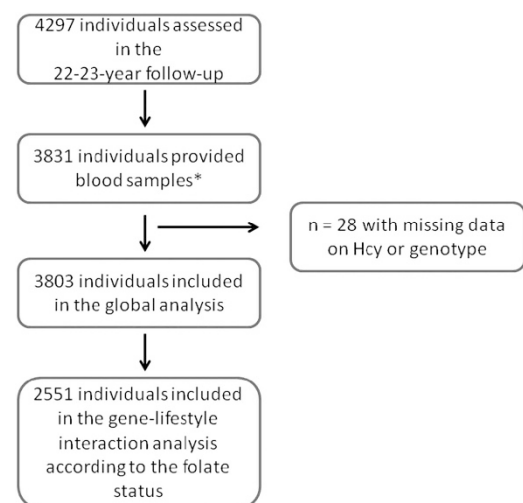 4297 individuals assessed
in the
22-23-year follow-up
3831 individuals provided
blood samples*
n = 28 with missing data
on Hcy or genotype
3803 individuals included
in the global analysis
2551 individuals included
in the gene-lifestyle
interaction analysis
according to the folate
status